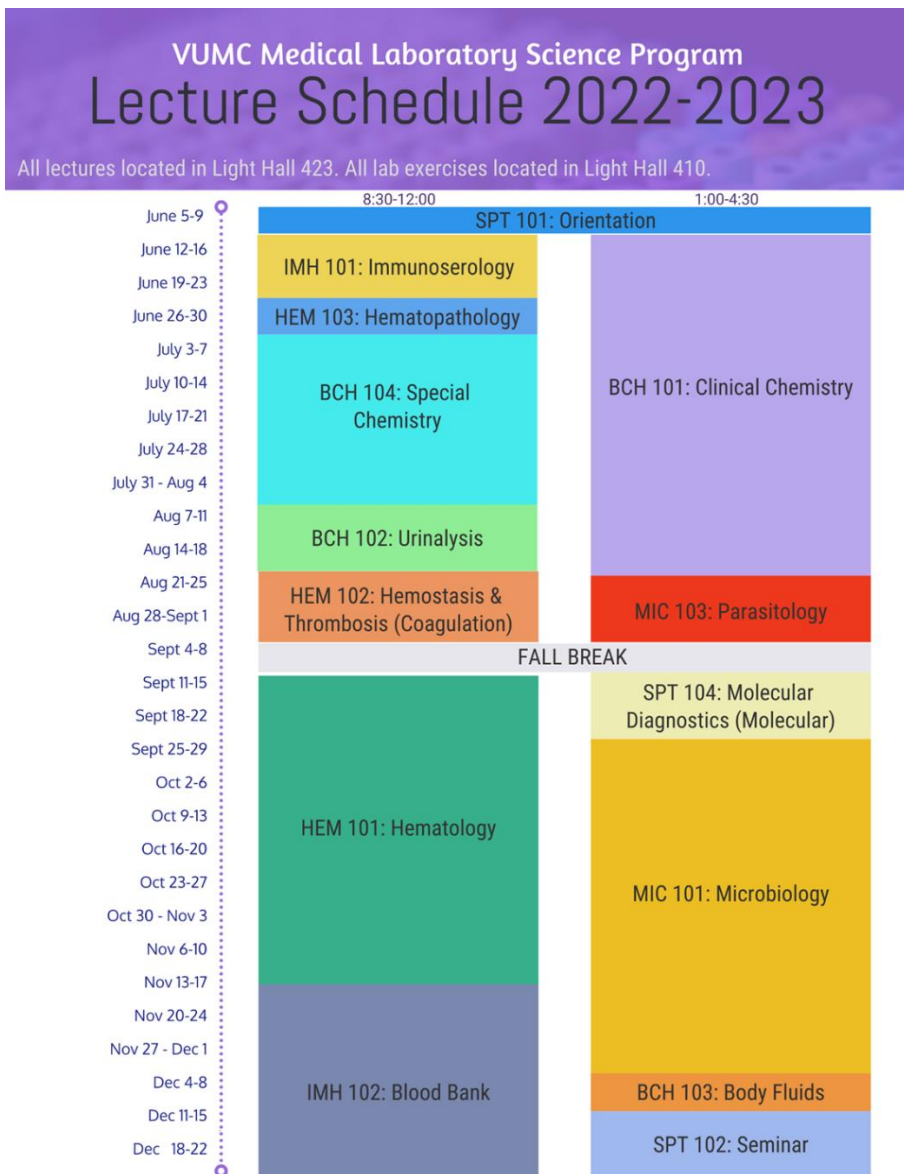 VUMC Medical Laboratory Science Program
Lecture Schedule 2022-2023
All lectures located in Light Hall 423. All lab exercises located in Light Hall 410.
8:30-12:00
1:00-4:30
June 5-9
SPT 101: Orientation
June 12-16
IMH 101: Immunoserology
June 19-23
June 26-30
HEM 103: Hematopathology
July 3-7
July 10-14
BCH 104: Special
Chemistry
BCH 101: Clinical Chemistry
July 17-21
July 24-28
July 31 - Aug 4
Aug 7-11
BCH 102: Urinalysis
Aug 14-18
Aug 21-25
HEM 102: Hemostasis &
Thrombosis (Coagulation)
MIC 103: Parasitology
Aug 28-Sept 1
Sept 4-8
FALL BREAK
Sept 11-15
SPT 104: Molecular
Diagnostics (Molecular)
Sept 18-22
Sept 25-29
Oct 2-6
Oct 9-13
HEM 101: Hematology
Oct 16-20
Oct 23-27
MIC 101: Microbiology
Oct 30 - Nov 3
Nov 6-10
Nov 13-17
Nov 20-24
Nov 27 - Dec 1
Dec 4-8
IMH 102: Blood Bank
BCH 103: Body Fluids
Dec 11-15
Dec 18-22
SPT 102: Seminar